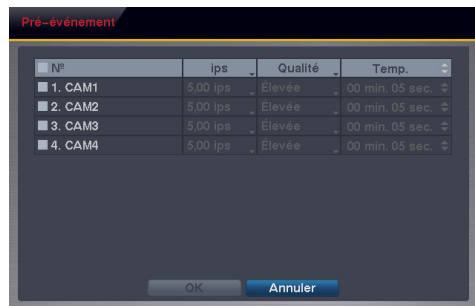 Pré-événement
Nº ips Qualité Temp.
1. CAM1 5,00 ips Élevée 00 min. 05 sec.
2. CAM2 5,00 ips Élevée 00 min. 05 sec.
3. CAM3 5,00 ips Élevée 00 min. 05 sec.
4. CAM4 5,00 ips Élevée 00 min. 05 sec.
OK Annuler